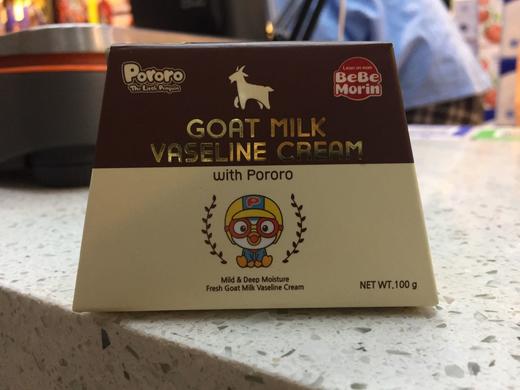 Pororo
The Little Penguin
BeBe
Morin
GOAT MILK
VASELINE CREAM
with Pororo
P
Mild & Deep Moisture
Fresh Goat Milk Vaseline Cream
NET WT.100 g